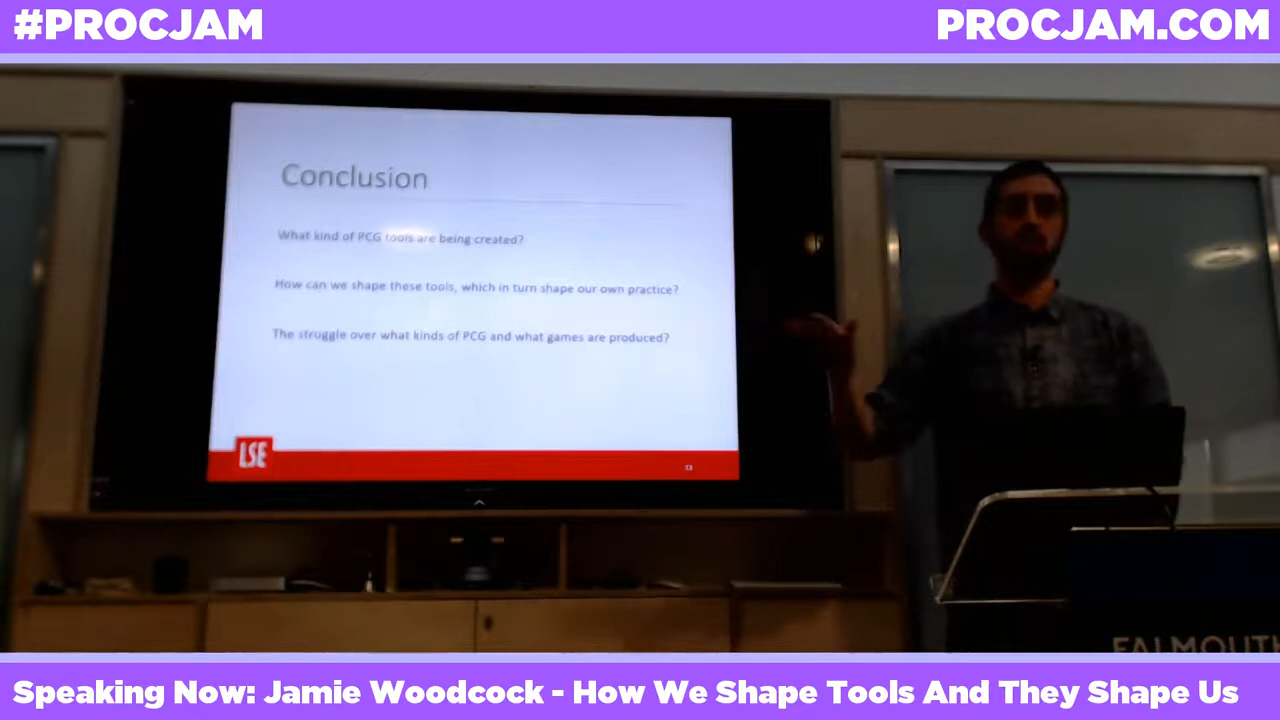 #PROCJAM
PROCJAM.COM
Conclusion
What kind of PCG tools are being created?
How can we shape these tools, which in turn shape our own practice?
The struggle over what kinds of PCG and what games are produced?
LSE
13
FALMOUTH
Speaking Now: Jamie Woodcock - How We Shape Tools And They Shape Us